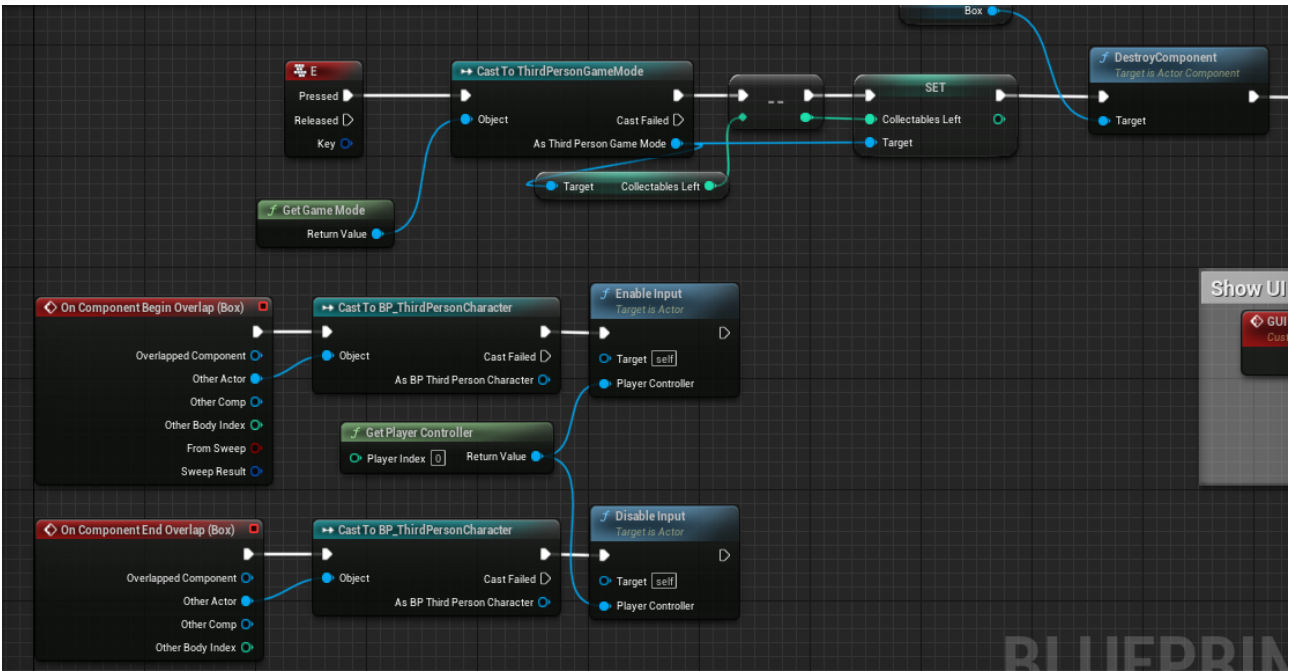 Box
E
Pressed
Released
Key
Cast To ThirdPersonGameMode
Object
Cast Failed
As Third Person Game Mode
--
SET
Collectables Left
Target
DestroyComponent
Target is Actor Component
Target
Target Collectables Left
Get Game Mode
Return Value
On Component Begin Overlap (Box)
Overlapped Component
Other Actor
Other Comp
Other Body Index
From Sweep
Sweep Result
Cast To BP_ThirdPersonCharacter
Object
Cast Failed
As BP Third Person Character
Enable Input
Target is Actor
Target self
Player Controller
Get Player Controller
Player Index 0 Return Value
Show UI
GUI
Cust
On Component End Overlap (Box)
Overlapped Component
Other Actor
Other Comp
Other Body Index
Cast To BP_ThirdPersonCharacter
Object
Cast Failed
As BP Third Person Character
Disable Input
Target is Actor
Target self
Player Controller
BLUEPRIN